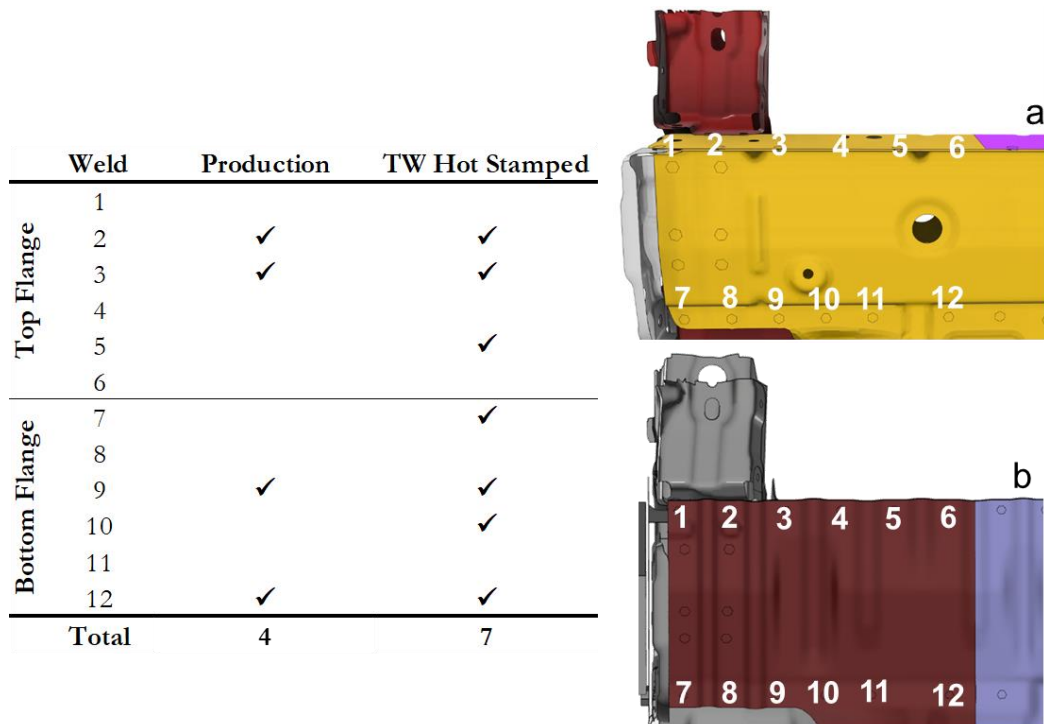 Weld Production TW Hot Stamped
Top Flange
1
2 ✓ ✓
3 ✓ ✓
4
5 ✓
6
Bottom Flange
7 ✓
8
9 ✓ ✓
10 ✓
11
12 ✓ ✓
Total 4 7
a
1 2 3 4 5 6
7 8 9 10 11 12
b
1 2 3 4 5 6
7 8 9 10 11 12